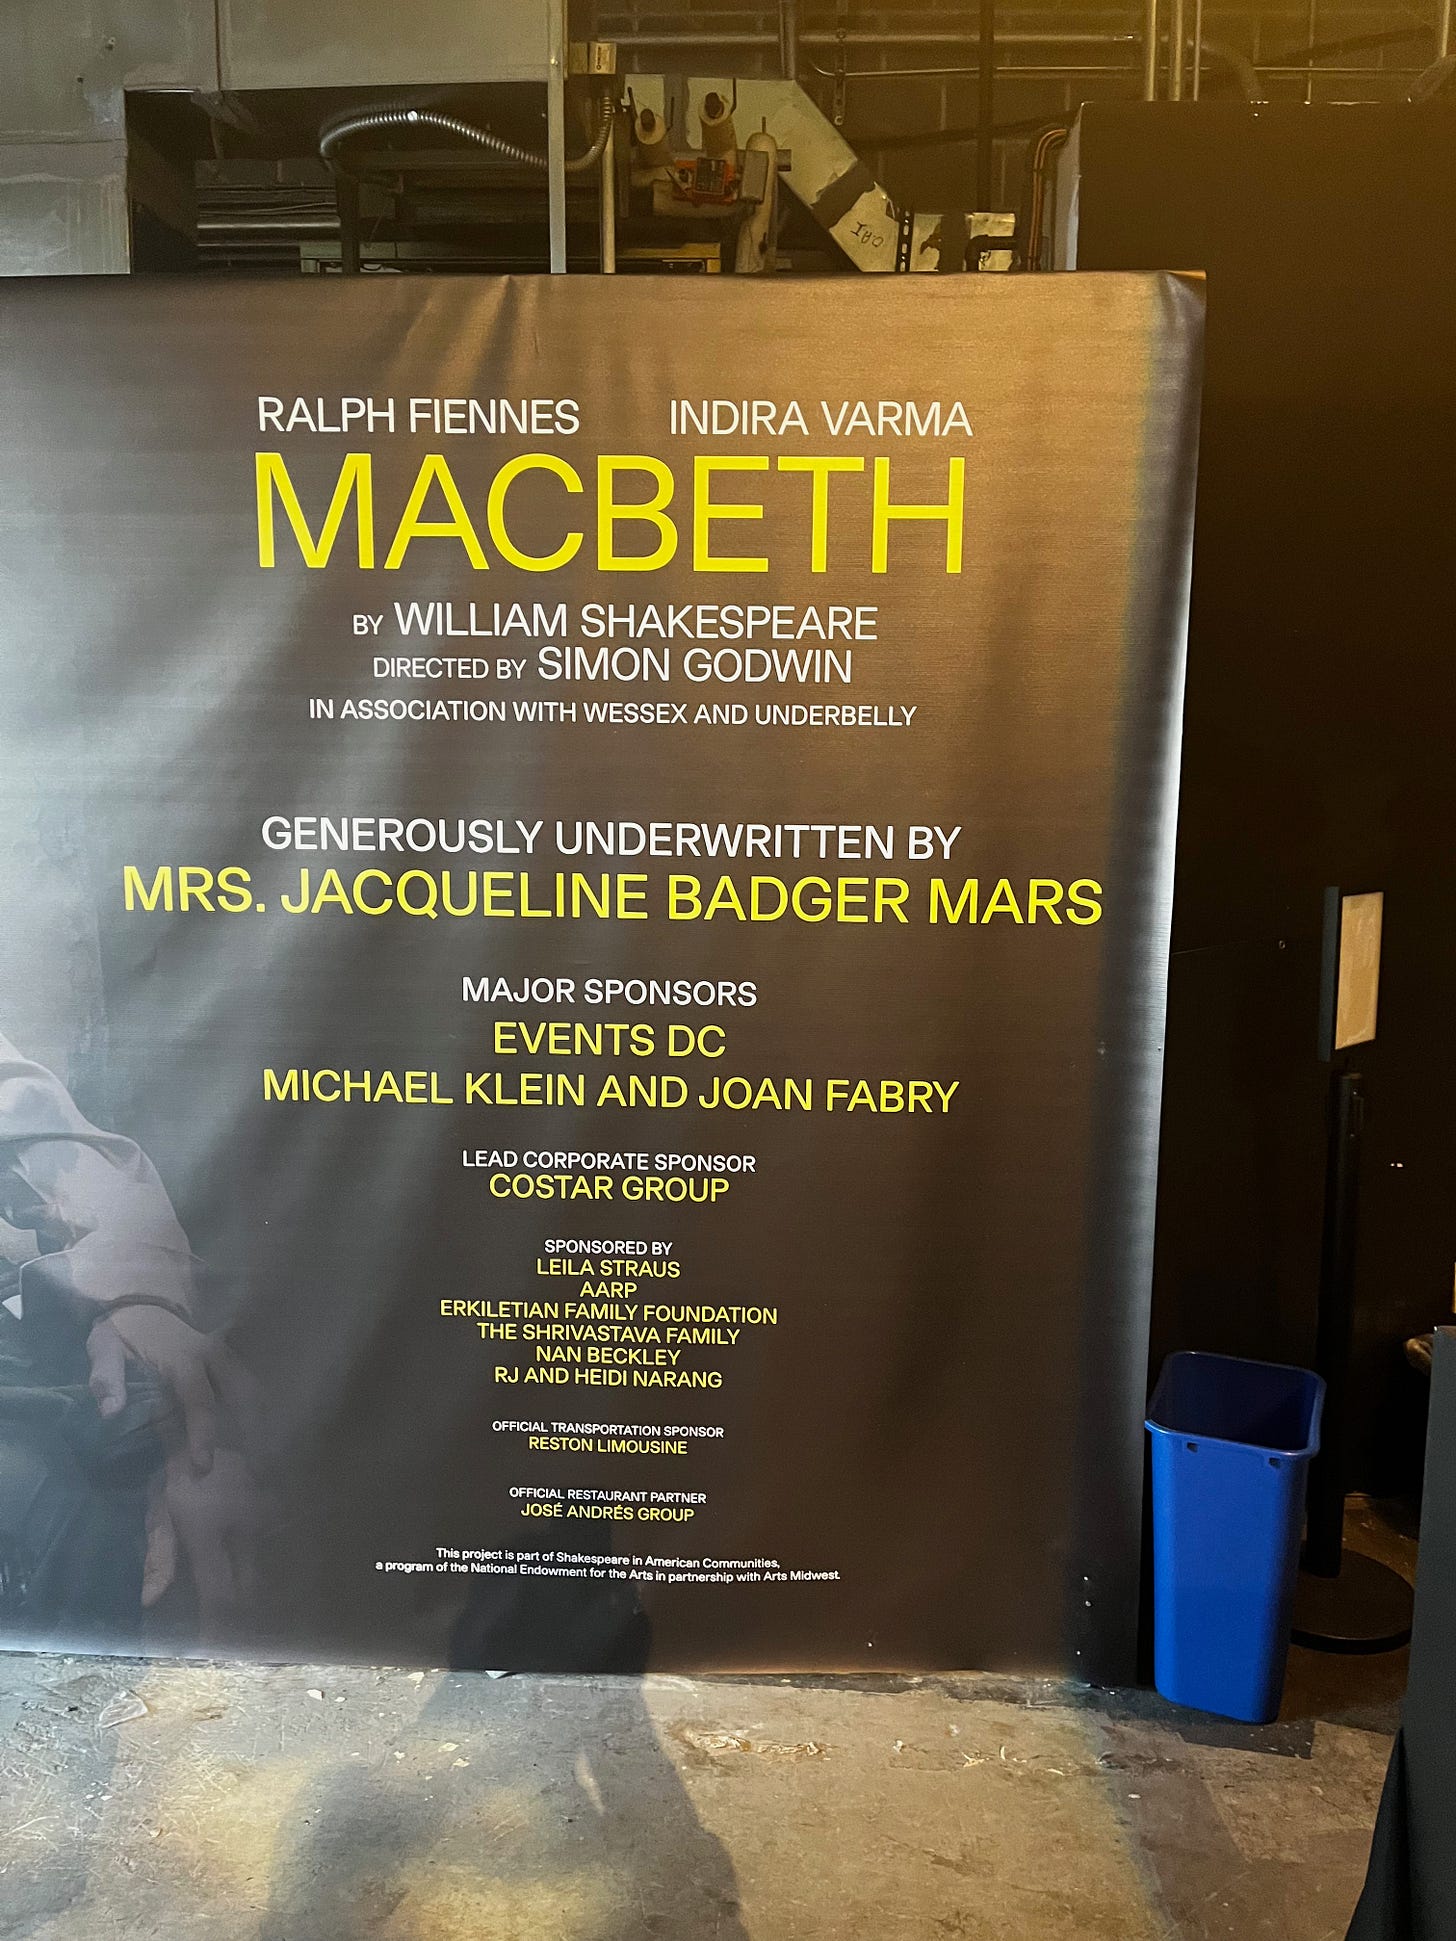 RALPH FIENNES INDIRA VARMA
MACBETH
BY WILLIAM SHAKESPEARE
DIRECTED BY SIMON GODWIN
IN ASSOCIATION WITH WESSEX AND UNDERBELLY
GENEROUSLY UNDERWRITTEN BY
MRS. JACQUELINE BADGER MARS
MAJOR SPONSORS
EVENTS DC
MICHAEL KLEIN AND JOAN FABRY
LEAD CORPORATE SPONSOR
COSTAR GROUP
SPONSORED BY
LEILA STRAUS
AARP
ERKILETIAN FAMILY FOUNDATION
THE SHRIVASTAVA FAMILY
NAN BECKLEY
RJ AND HEIDI NARANG
OFFICIAL TRANSPORTATION SPONSOR
RESTON LIMOUSINE
OFFICIAL RESTAURANT PARTNER
JOSÉ ANDRÉS GROUP
This project is part of Shakespeare in American Communities,
a program of the National Endowment for the Arts in partnership with Arts Midwest.